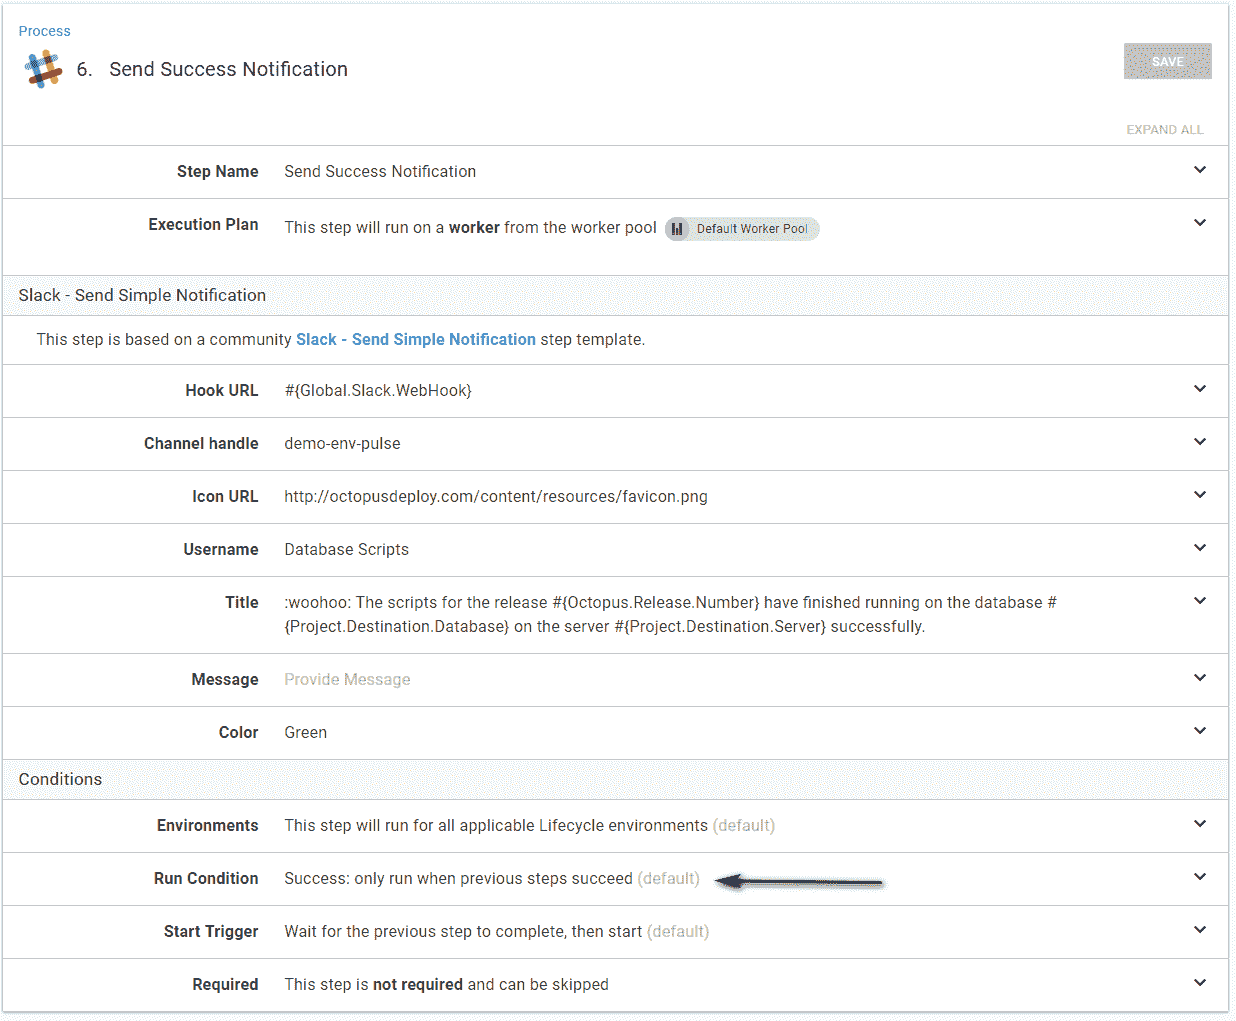 Process
6. Send Success Notification
SAVE
EXPAND ALL
Step Name Send Success Notification
Execution Plan This step will run on a worker from the worker pool Default Worker Pool
Slack - Send Simple Notification
This step is based on a community Slack - Send Simple Notification step template.
Hook URL #{Global.Slack.WebHook}
Channel handle demo-env-pulse
Icon URL http://octopusdeploy.com/content/resources/favicon.png
Username Database Scripts
Title :woohoo: The scripts for the release #{Octopus.Release.Number} have finished running on the database #
{Project.Destination.Database} on the server #{Project.Destination.Server} successfully.
Message Provide Message
Color Green
Conditions
Environments This step will run for all applicable Lifecycle environments (default)
Run Condition Success: only run when previous steps succeed (default)
Start Trigger Wait for the previous step to complete, then start (default)
Required This step is not required and can be skipped